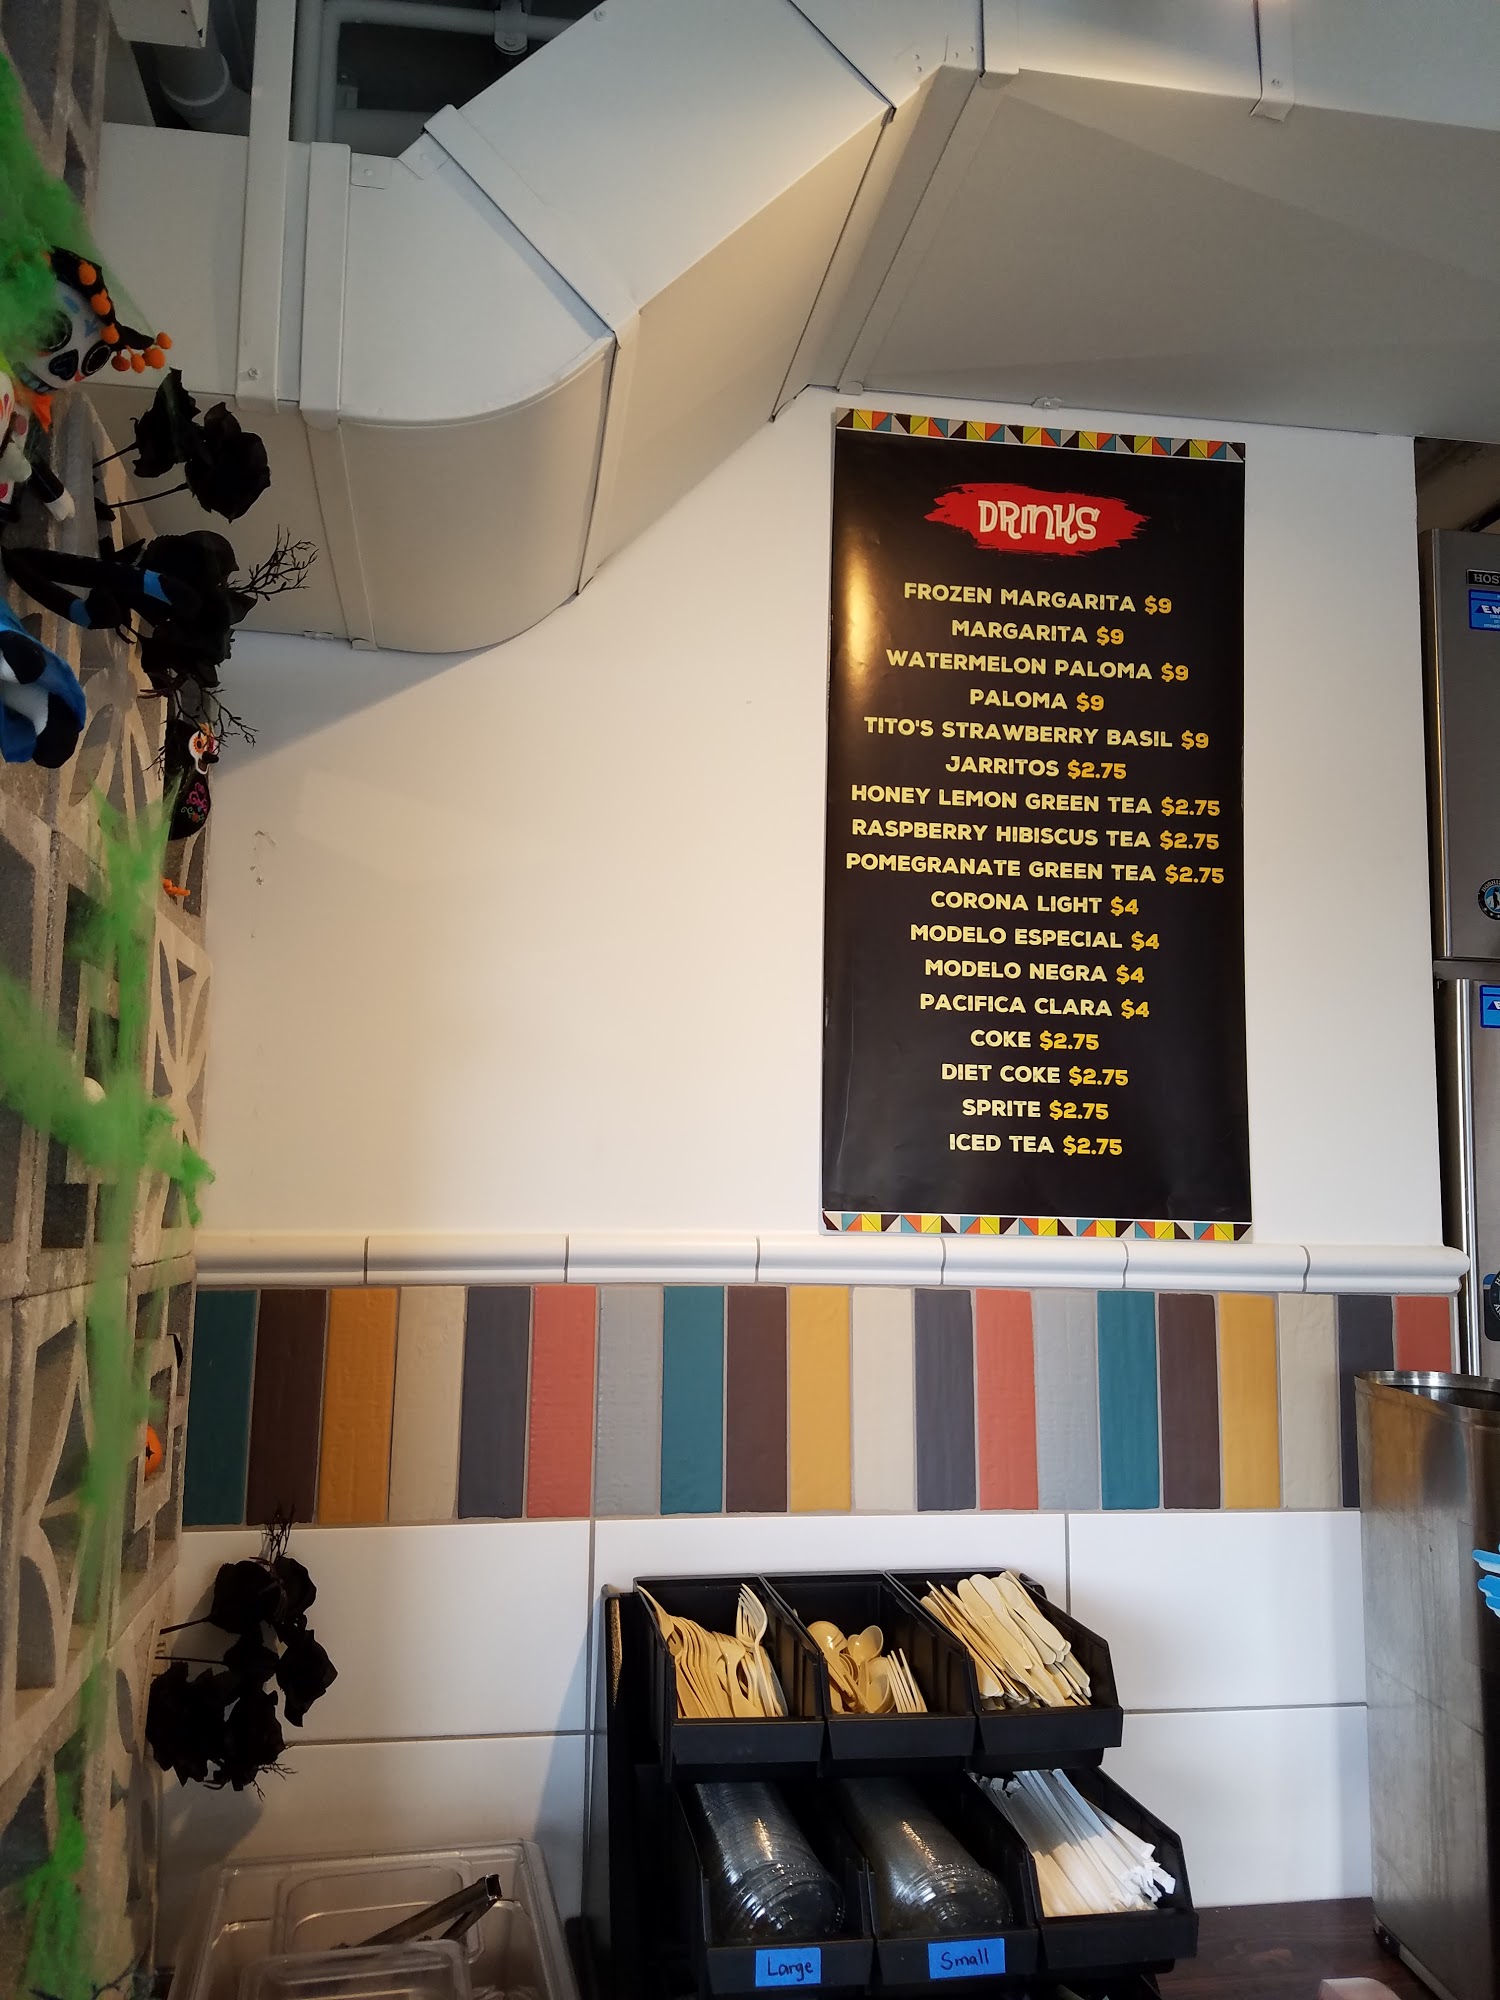 DRINKS
FROZEN MARGARITA $9
MARGARITA $9
WATERMELON PALOMA $9
PALOMA $9
TITO'S STRAWBERRY BASIL $9
JARRITOS $2.75
HONEY LEMON GREEN TEA $2.75
RASPBERRY HIBISCUS TEA $2.75
POMEGRANATE GREEN TEA $2.75
CORONA LIGHT $4
MODELO ESPECIAL $4
MODELO NEGRA $4
PACIFICA CLARA $4
COKE $2.75
DIET COKE $2.75
SPRITE $2.75
ICED TEA $2.75
Large
Small